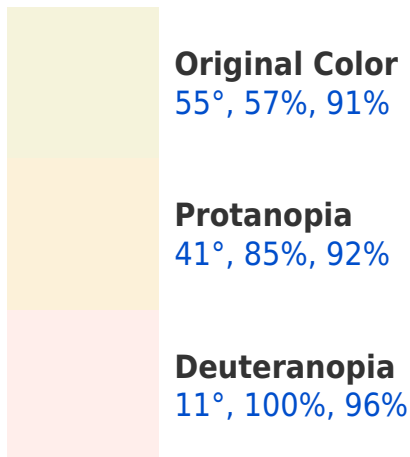 Original Color
55°, 57%, 91%
Protanopia
41°, 85%, 92%
Deuteranopia
11°, 100%, 96%